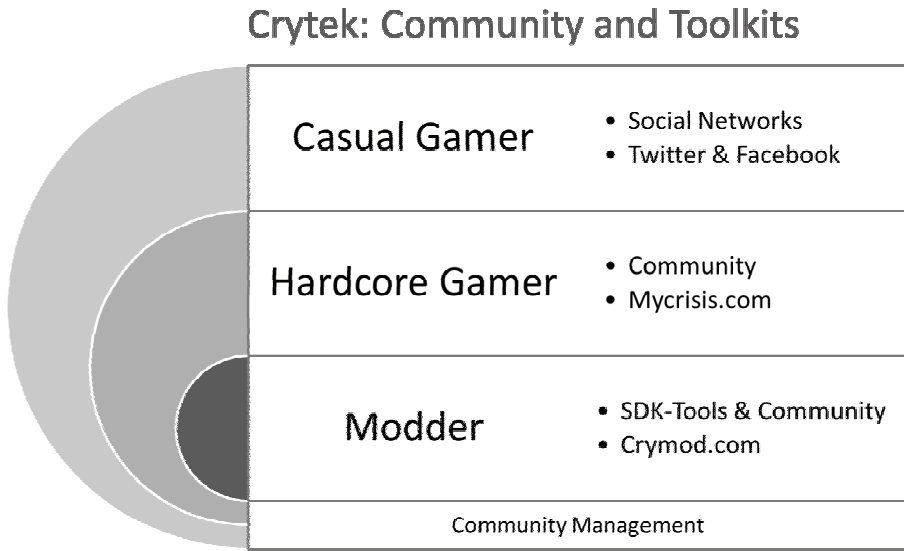 Crytek: Community and Toolkits
Casual Gamer
• Social Networks
• Twitter & Facebook
Hardcore Gamer
• Community
• Mycrisis.com
Modder
• SDK-Tools & Community
• Crymod.com
Community Management